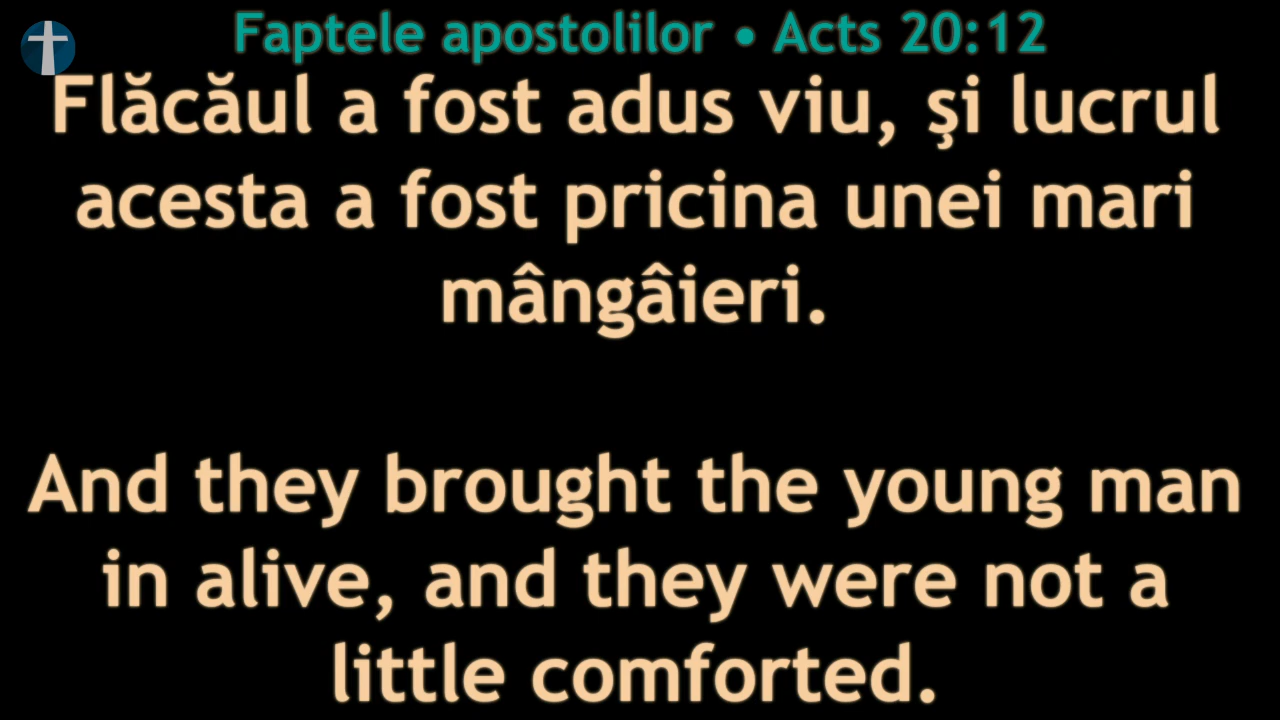 Faptele apostolilor • Acts 20:12
Flăcăul a fost adus viu, şi lucrul
acesta a fost pricina unei mari
mângâieri.
And they brought the young man
in alive, and they were not a
little comforted.